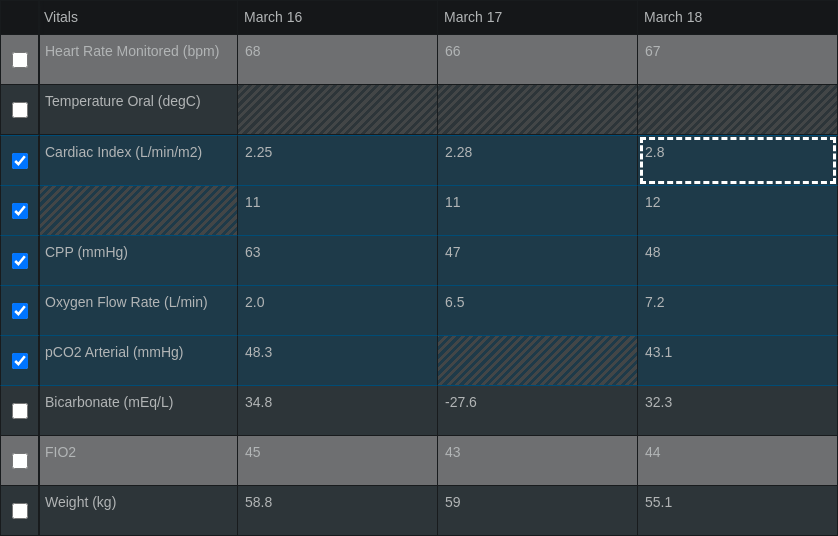 Vitals March 16 March 17 March 18
Heart Rate Monitored (bpm) 68 66 67
Temperature Oral (degC)
Cardiac Index (L/min/m2) 2.25 2.28 2.8
11 11 12
CPP (mmHg) 63 47 48
Oxygen Flow Rate (L/min) 2.0 6.5 7.2
pCO2 Arterial (mmHg) 48.3 43.1
Bicarbonate (mEq/L) 34.8 -27.6 32.3
FIO2 45 43 44
Weight (kg) 58.8 59 55.1